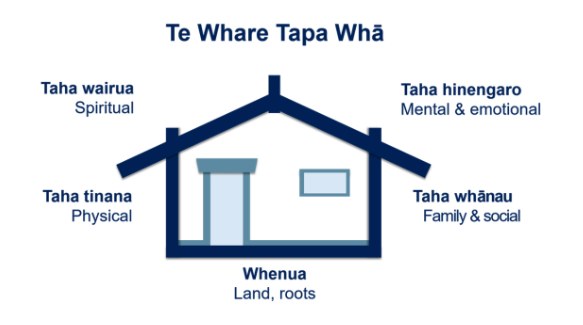 Te Whare Tapa Whā
Taha wairua
Spiritual
Taha hinengaro
Mental & emotional
Taha tinana
Physical
Taha whānau
Family & social
Whenua
Land, roots